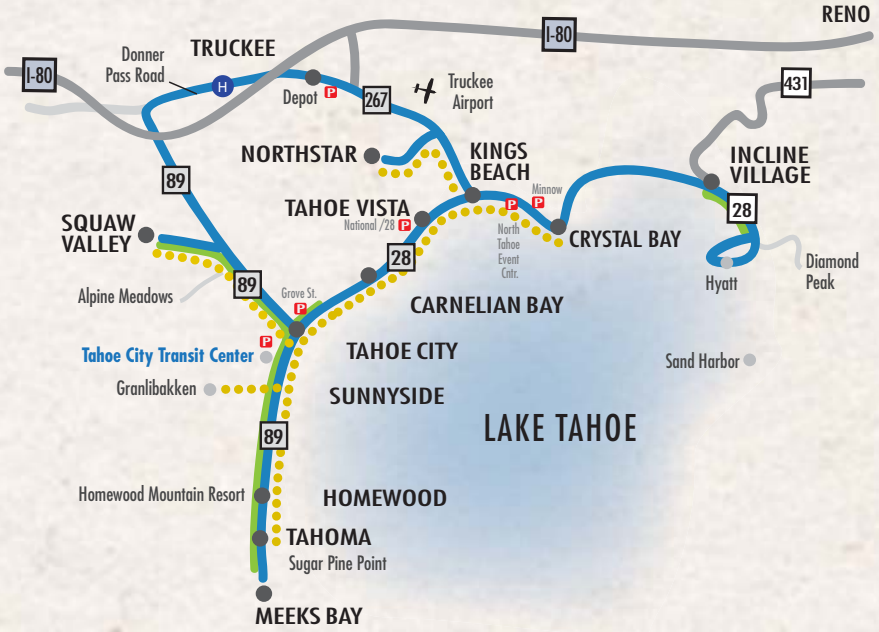 RENO
I-80
TRUCKEE
Donner
Pass Road
I-80
H
Depot
P
267
Truckee
Airport
431
NORTHSTAR
KINGS
BEACH
INCLINE
VILLAGE
89
Minnow
P
P
28
TAHOE VISTA
National /28
P
SQUAW
VALLEY
North
Tahoe
Event
Cntr.
CRYSTAL BAY
28
Diamond
Peak
Hyatt
89
Alpine Meadows
Grove St.
P
CARNELIAN BAY
P
Tahoe City Transit Center
TAHOE CITY
Sand Harbor
Granlibakken
SUNNYSIDE
LAKE TAHOE
89
Homewood Mountain Resort
HOMEWOOD
TAHOMA
Sugar Pine Point
MEEKS BAY